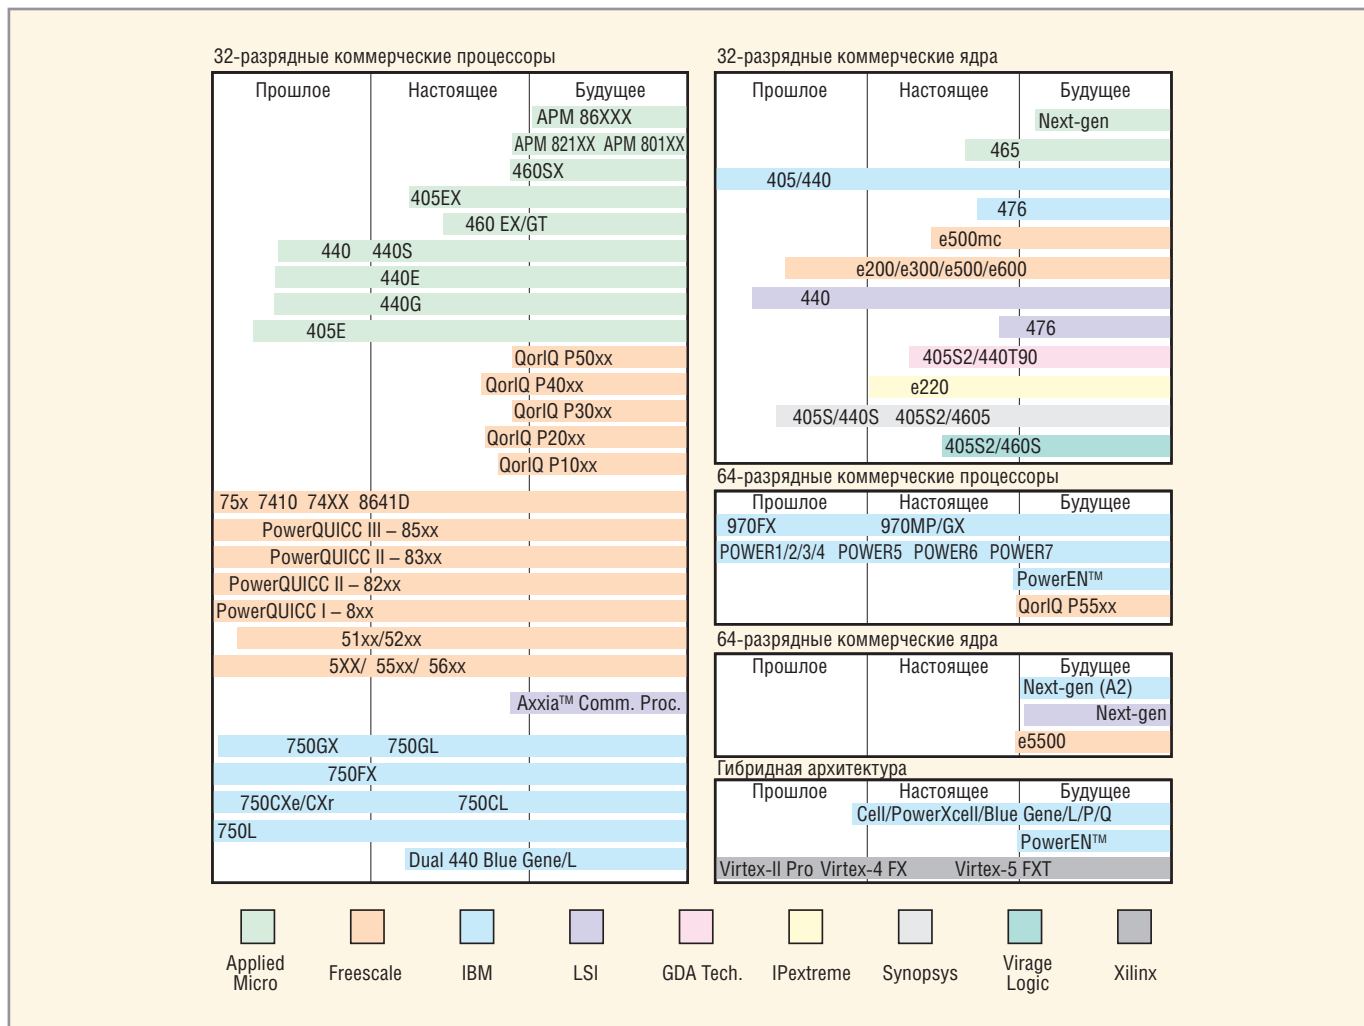 32-разрядные коммерческие процессоры
Прошлое Настоящее Будущее
APM 86XXX
APM 821XX APM 801XX
460SX
405EX
460 EX/GT
440 440S
440E
440G
405E
QorIQ P50xx
QorIQ P40xx
QorIQ P30xx
QorIQ P20xx
QorIQ P10xx
75x 7410 74XX 8641D
PowerQUICC III – 85xx
PowerQUICC II – 83xx
PowerQUICC II – 82xx
PowerQUICC I – 8xx
51xx/52xx
5XX/ 55xx/ 56xx
Axxia™ Comm. Proc.
750GX 750GL
750FX
750CXe/CXr 750CL
750L
Dual 440 Blue Gene/L
32-разрядные коммерческие ядра
Прошлое Настоящее Будущее
Next-gen
465
405/440
476
e500mc
e200/e300/e500/e600
440
476
405S2/440T90
e220
405S/440S 405S2/4605
405S2/460S
64-разрядные коммерческие процессоры
Прошлое Настоящее Будущее
970FX 970MP/GX
POWER1/2/3/4 POWER5 POWER6 POWER7
PowerEN™
QorIQ P55xx
64-разрядные коммерческие ядра
Прошлое Настоящее Будущее
Next-gen (A2)
Next-gen
e5500
Гибридная архитектура
Прошлое Настоящее Будущее
Cell/PowerXcell/Blue Gene/L/P/Q
PowerEN™
Virtex-II Pro Virtex-4 FX Virtex-5 FXT
Applied
Micro
Freescale
IBM
LSI
GDA Tech.
IPextreme
Synopsys
Virage
Logic
Xilinx